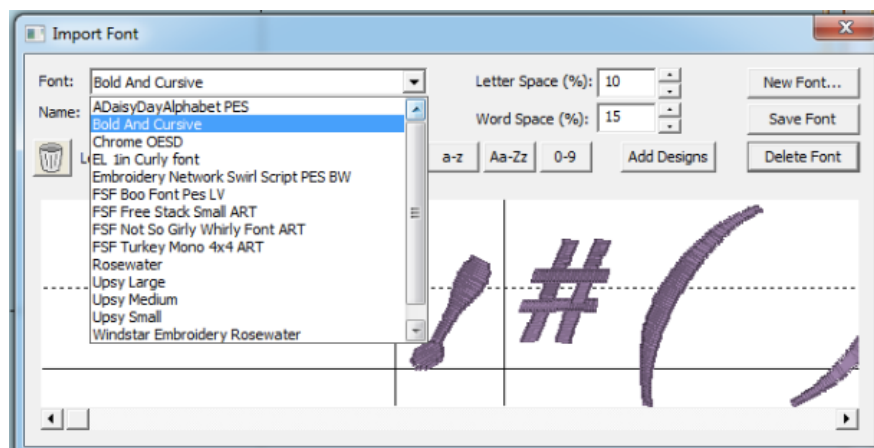 Import Font
Font: Bold And Cursive Letter Space (%): 10 New Font...
Name: Word Space (%): 15 Save Font
a-z Aa-Zz 0-9 Add Designs Delete Font
ADaisyDayAlphabet PES
Bold And Cursive
Chrome OESD
EL 1in Curly font
Embroidery Network Swirl Script PES BW
FSF Boo Font Pes LV
FSF Free Stack Small ART
FSF Not So Girly Whirly Font ART
FSF Turkey Mono 4x4 ART
Rosewater
Upsy Large
Upsy Medium
Upsy Small
Windstar Embroidery Rosewater
! # ( )